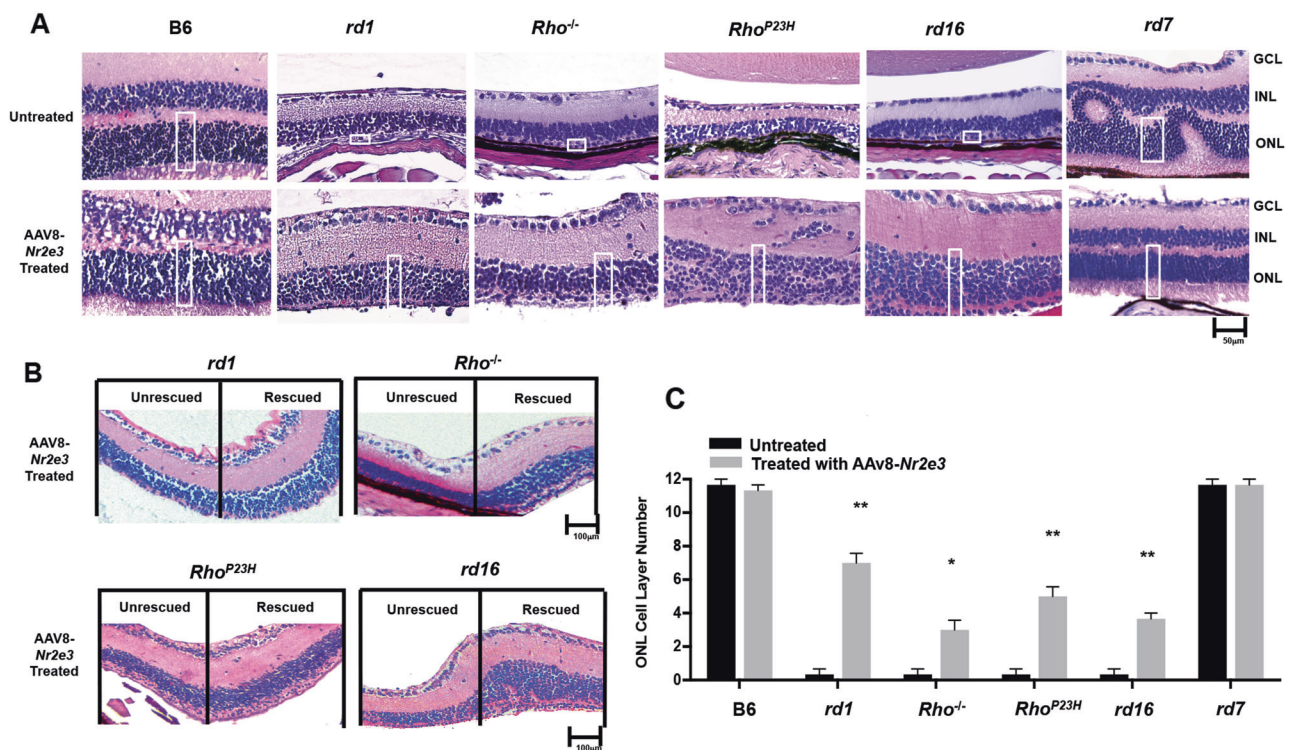 A
B6
rd1
Rho-/-
RhoP23H
rd16
rd7
Untreated
GCL
INL
ONL
AAV8-
Nr2e3
Treated
GCL
INL
ONL
50µm
B
rd1
Rho-/-
Unrescued
Rescued
Unrescued
Rescued
AAV8-
Nr2e3
Treated
100µm
RhoP23H
rd16
Unrescued
Rescued
Unrescued
Rescued
AAV8-
Nr2e3
Treated
100µm
C
Untreated
Treated with AAv8-Nr2e3
ONL Cell Layer Number
12
10
8
6
4
2
0
**
*
**
**
B6
rd1
Rho-/-
RhoP23H
rd16
rd7